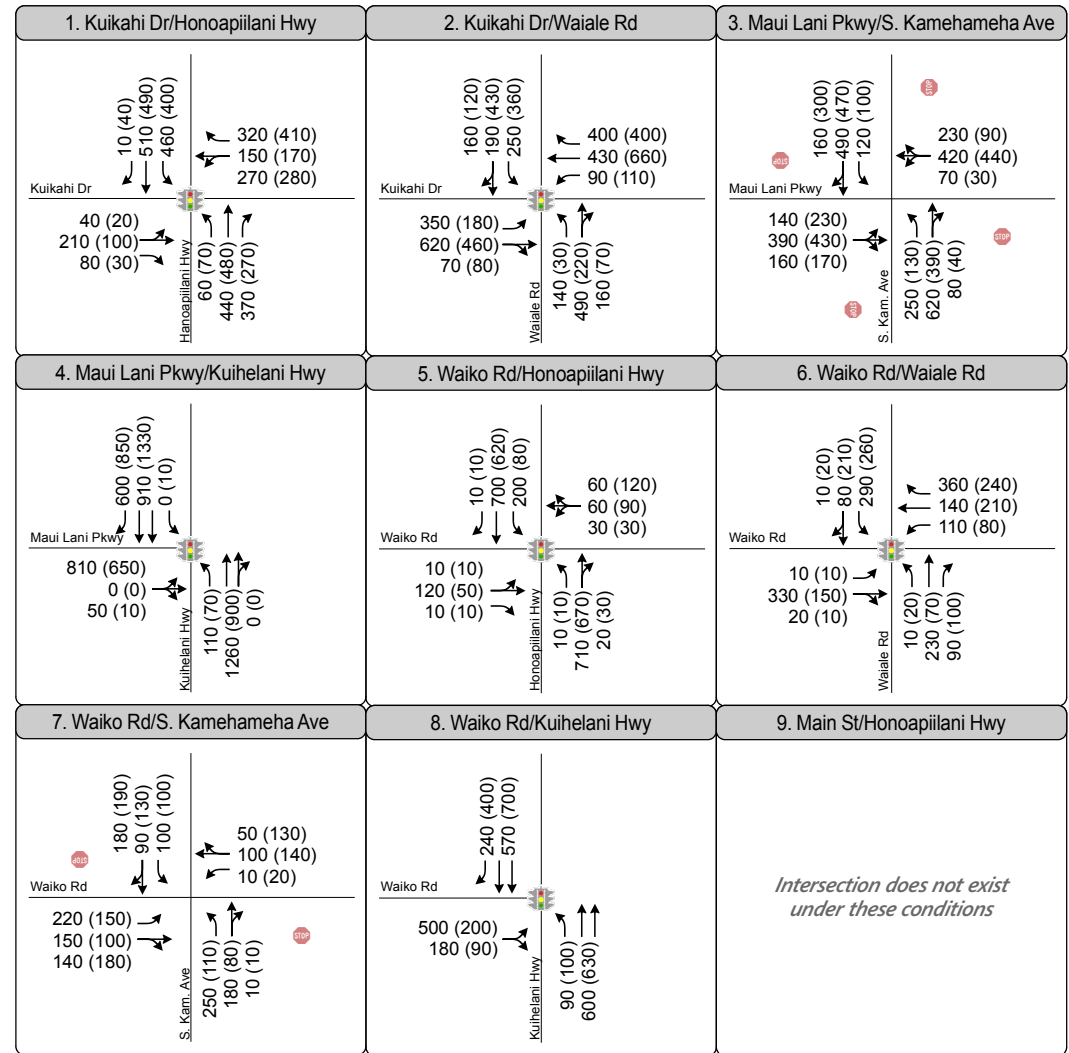 1. Kuikahi Dr/Honoapiilani Hwy
10 (40)
510 (490)
460 (400)
320 (410)
150 (170)
270 (280)
Kuikahi Dr
40 (20)
210 (100)
80 (30)
Hanoapiilani Hwy
60 (70)
440 (480)
370 (270)
2. Kuikahi Dr/Waiale Rd
160 (120)
190 (430)
250 (360)
400 (400)
430 (660)
90 (110)
Kuikahi Dr
350 (180)
620 (460)
70 (80)
Waiale Rd
140 (30)
490 (220)
160 (70)
3. Maui Lani Pkwy/S. Kamehameha Ave
160 (300)
490 (470)
120 (100)
STOP
230 (90)
420 (440)
70 (30)
STOP
Maui Lani Pkwy
140 (230)
390 (430)
160 (170)
STOP
STOP
S. Kam. Ave
250 (130)
620 (390)
80 (40)
4. Maui Lani Pkwy/Kuihelani Hwy
600 (850)
910 (1330)
0 (10)
Maui Lani Pkwy
810 (650)
0 (0)
50 (10)
Kuihelani Hwy
110 (70)
1260 (900)
0 (0)
5. Waiko Rd/Honoapiilani Hwy
10 (10)
700 (620)
200 (80)
60 (120)
60 (90)
30 (30)
Waiko Rd
10 (10)
120 (50)
10 (10)
Honoapiilani Hwy
10 (10)
710 (670)
20 (30)
6. Waiko Rd/Waiale Rd
10 (20)
80 (210)
290 (260)
360 (240)
140 (210)
110 (80)
Waiko Rd
10 (10)
330 (150)
20 (10)
Waiale Rd
10 (20)
230 (70)
90 (100)
7. Waiko Rd/S. Kamehameha Ave
180 (190)
90 (130)
100 (100)
50 (130)
100 (140)
10 (20)
STOP
Waiko Rd
220 (150)
150 (100)
140 (180)
STOP
S. Kam. Ave
250 (110)
180 (80)
10 (10)
8. Waiko Rd/Kuihelani Hwy
240 (400)
570 (700)
Waiko Rd
500 (200)
180 (90)
Kuihelani Hwy
90 (100)
600 (630)
9. Main St/Honoapiilani Hwy
Intersection does not exist
under these conditions